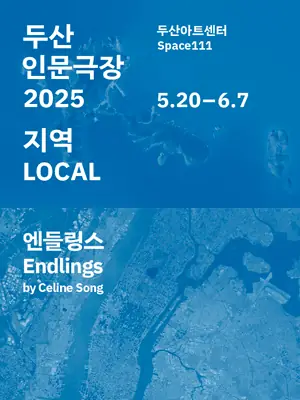 두산
인문극장
2025
지역
LOCAL
두산아트센터
Space111
5.20–6.7
엔들링스
Endlings
by Celine Song